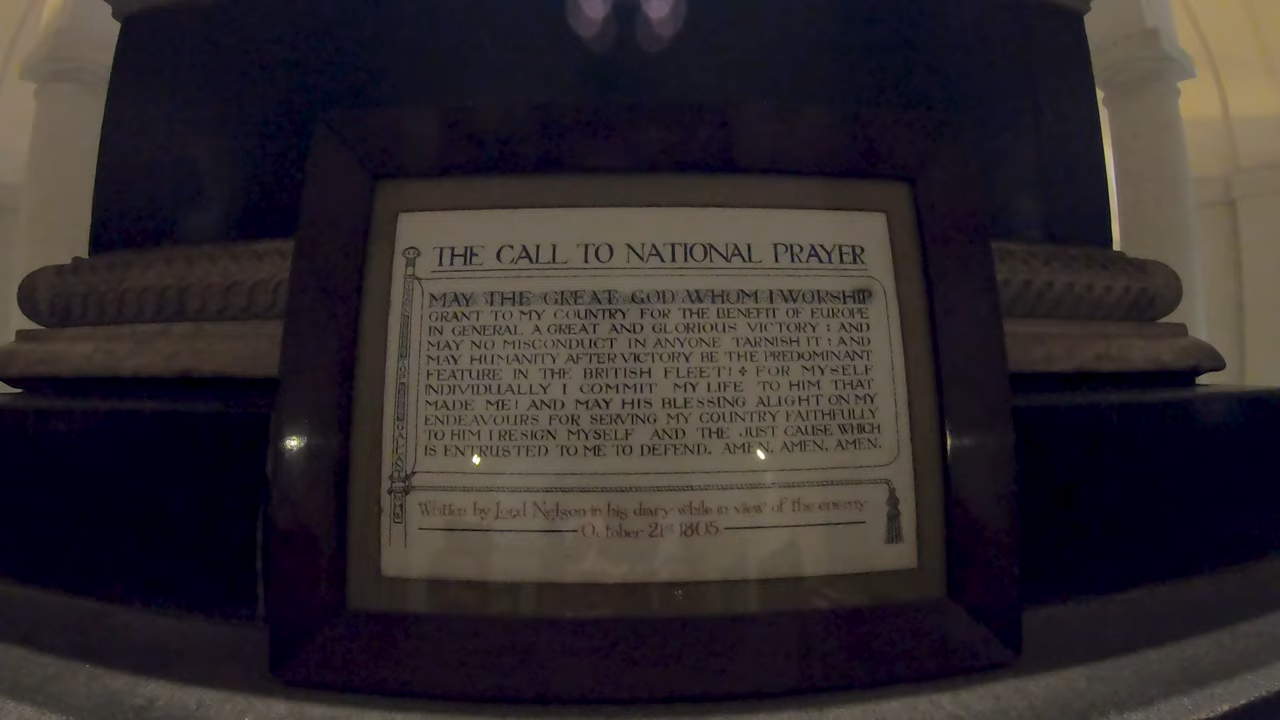 THE CALL TO NATIONAL PRAYER
MAY THE GREAT GOD WHOM I WORSHIP
GRANT TO MY COUNTRY FOR THE BENEFIT OF EUROPE
IN GENERAL A GREAT AND GLORIOUS VICTORY : AND
MAY NO MISCONDUCT IN ANYONE TARNISH IT : AND
MAY HUMANITY AFTER VICTORY BE THE PREDOMINANT
FEATURE IN THE BRITISH FLEET! FOR MYSELF
INDIVIDUALLY I COMMIT MY LIFE TO HIM THAT
MADE ME! AND MAY HIS BLESSING ALIGHT ON MY
ENDEAVOURS FOR SERVING MY COUNTRY FAITHFULLY
TO HIM I RESIGN MYSELF AND THE JUST CAUSE WHICH
IS ENTRUSTED TO ME TO DEFEND. AMEN. AMEN. AMEN.
Written by Lord Nelson in his diary while in view of the enemy
October 21st 1805